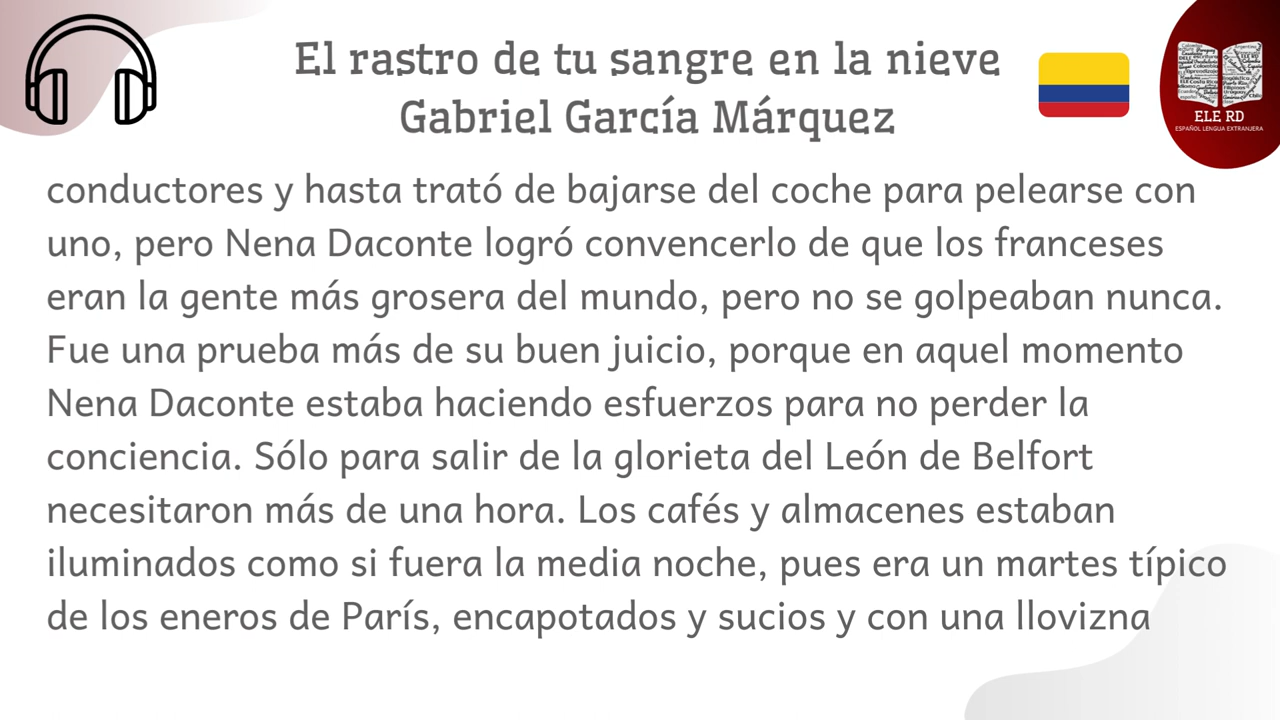 El rastro de tu sangre en la nieve
Gabriel García Márquez
ELE RD
ESPAÑOL LENGUA EXTRANJERA
conductores y hasta trató de bajarse del coche para pelearse con
uno, pero Nena Daconte logró convencerlo de que los franceses
eran la gente más grosera del mundo, pero no se golpeaban nunca.
Fue una prueba más de su buen juicio, porque en aquel momento
Nena Daconte estaba haciendo esfuerzos para no perder la
conciencia. Sólo para salir de la glorieta del León de Belfort
necesitaron más de una hora. Los cafés y almacenes estaban
iluminados como si fuera la media noche, pues era un martes típico
de los eneros de París, encapotados y sucios y con una llovizna